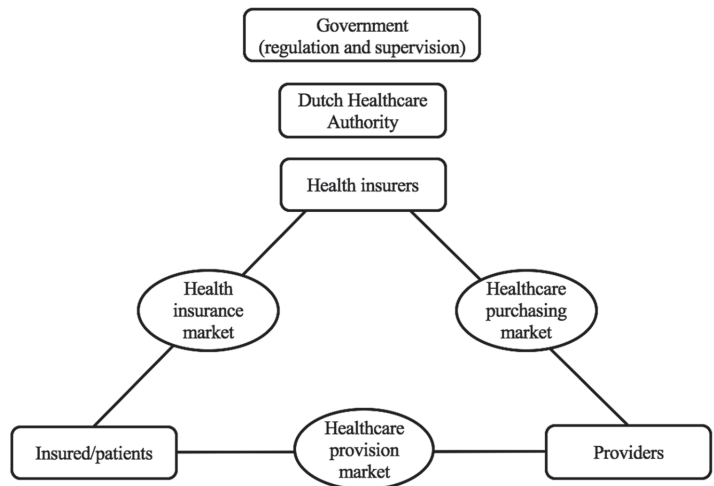 Government
(regulation and supervision)
Dutch Healthcare
Authority
Health insurers
Health
insurance
market
Healthcare
purchasing
market
Insured/patients
Healthcare
provision
market
Providers